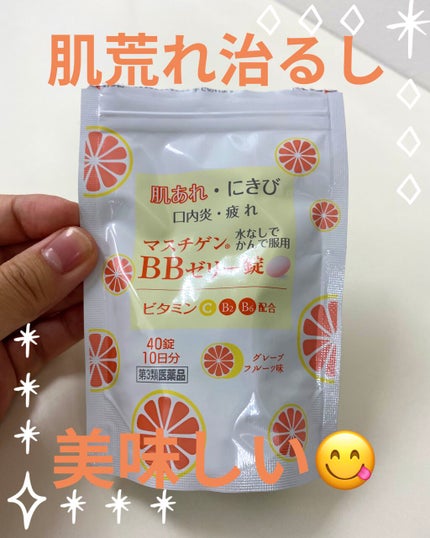 肌荒れ治るし
肌あれ・にきび
口内炎・疲れ
水なしで
かんで服用
マスチゲン®
BBゼリー錠
ビタミン C B2 B6 配合
40錠
10日分
第3類医薬品
グレープ
フルーツ味
美味しい😋